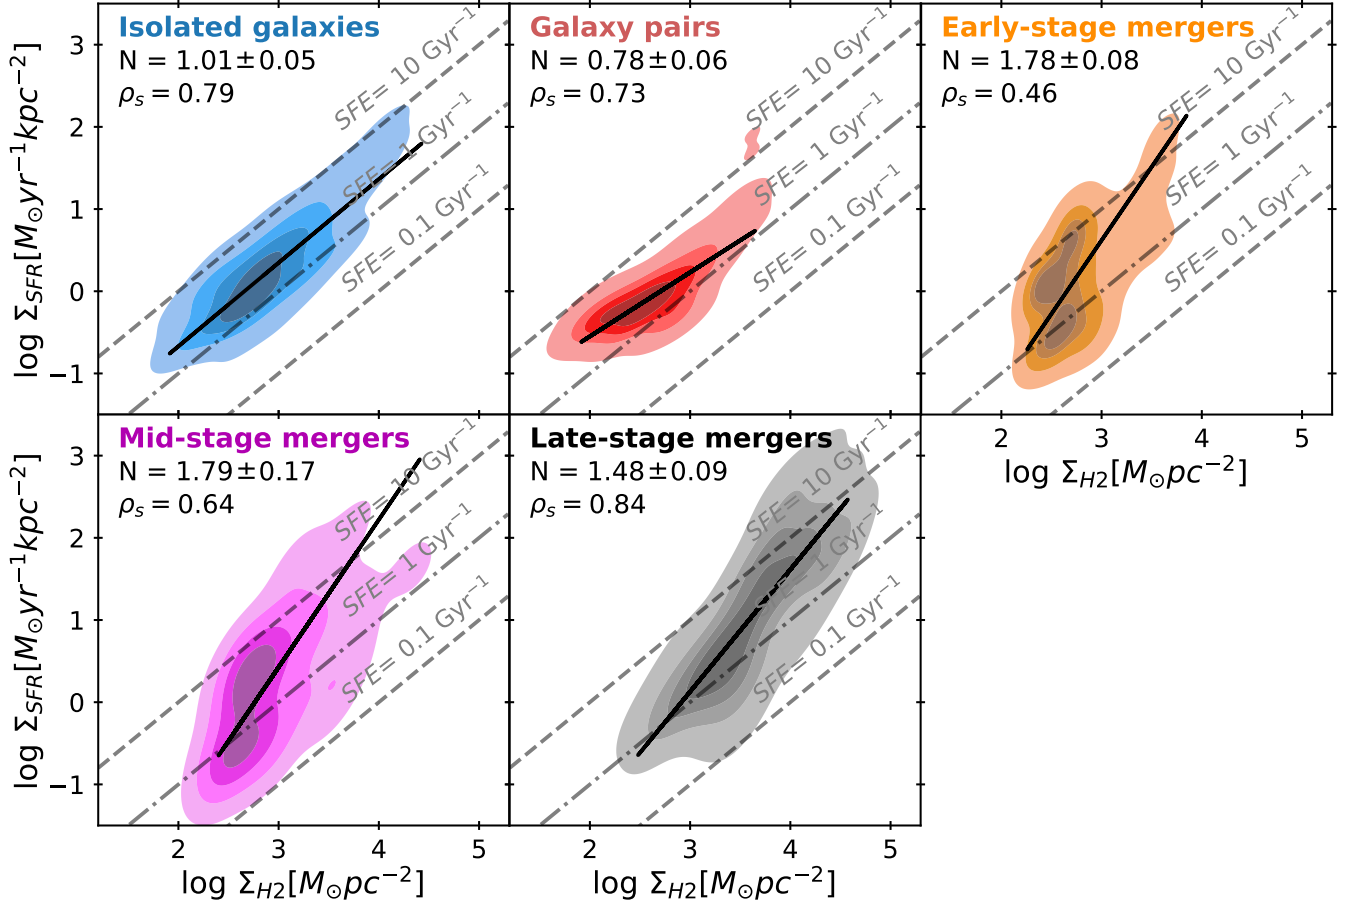 Isolated galaxies
N = 1.01±0.05
ρs = 0.79
SFE= 10 Gyr−1
SFE= 1 Gyr−1
SFE= 0.1 Gyr−1
log ΣSFR[M⊙yr−1kpc−2]
3
2
1
0
−1
Galaxy pairs
N = 0.78±0.06
ρs = 0.73
SFE= 10 Gyr−1
SFE= 1 Gyr−1
SFE= 0.1 Gyr−1
Early-stage mergers
N = 1.78±0.08
ρs = 0.46
SFE= 10 Gyr−1
SFE= 1 Gyr−1
SFE= 0.1 Gyr−1
2 3 4 5
log ΣH2[M⊙pc−2]
Mid-stage mergers
N = 1.79±0.17
ρs = 0.64
SFE= 10 Gyr−1
SFE= 1 Gyr−1
SFE= 0.1 Gyr−1
log ΣSFR[M⊙yr−1kpc−2]
3
2
1
0
−1
2 3 4 5
log ΣH2[M⊙pc−2]
Late-stage mergers
N = 1.48±0.09
ρs = 0.84
SFE= 10 Gyr−1
SFE= 1 Gyr−1
SFE= 0.1 Gyr−1
2 3 4 5
log ΣH2[M⊙pc−2]